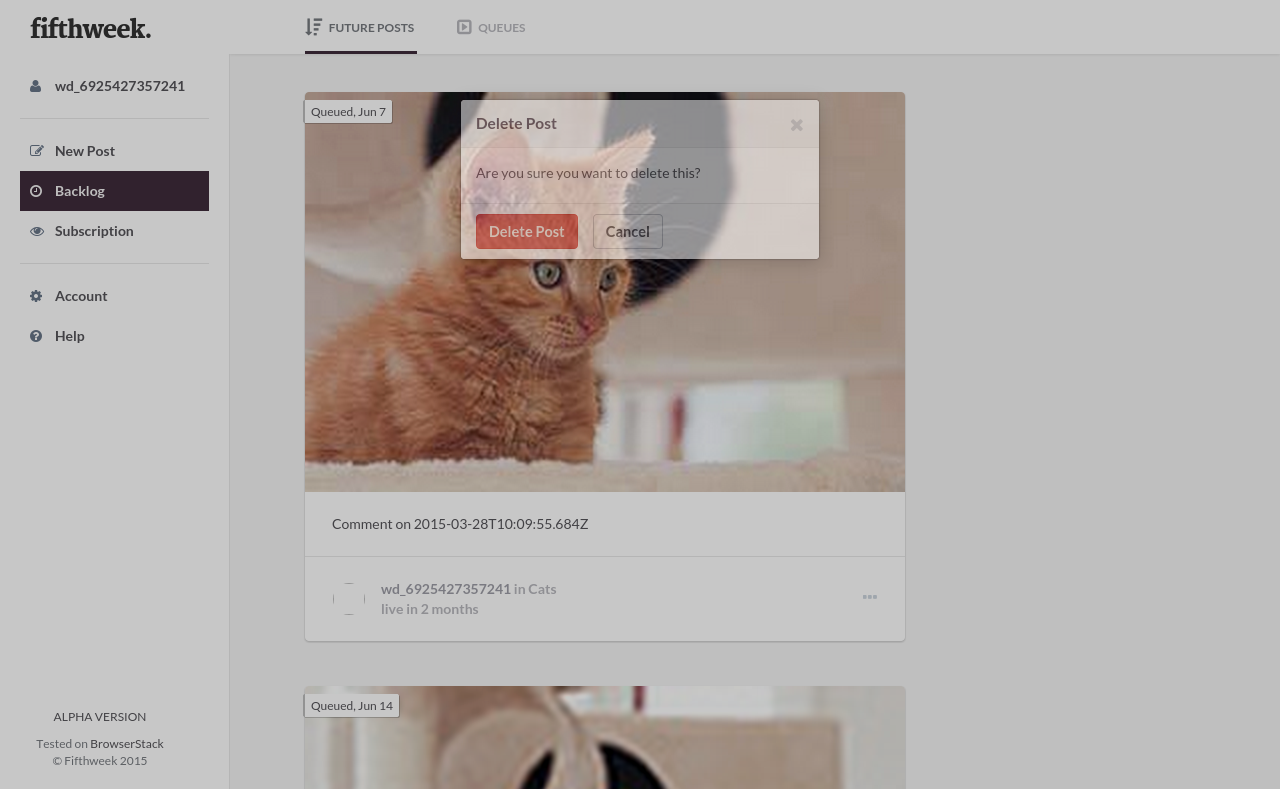 fifthweek.
FUTURE POSTS
QUEUES
wd_6925427357241
New Post
Backlog
Subscription
Account
Help
Queued, Jun 7
Delete Post
Are you sure you want to delete this?
Delete Post
Cancel
Comment on 2015-03-28T10:09:55.684Z
wd_6925427357241 in Cats
live in 2 months
Queued, Jun 14
ALPHA VERSION
Tested on BrowserStack
© Fifthweek 2015